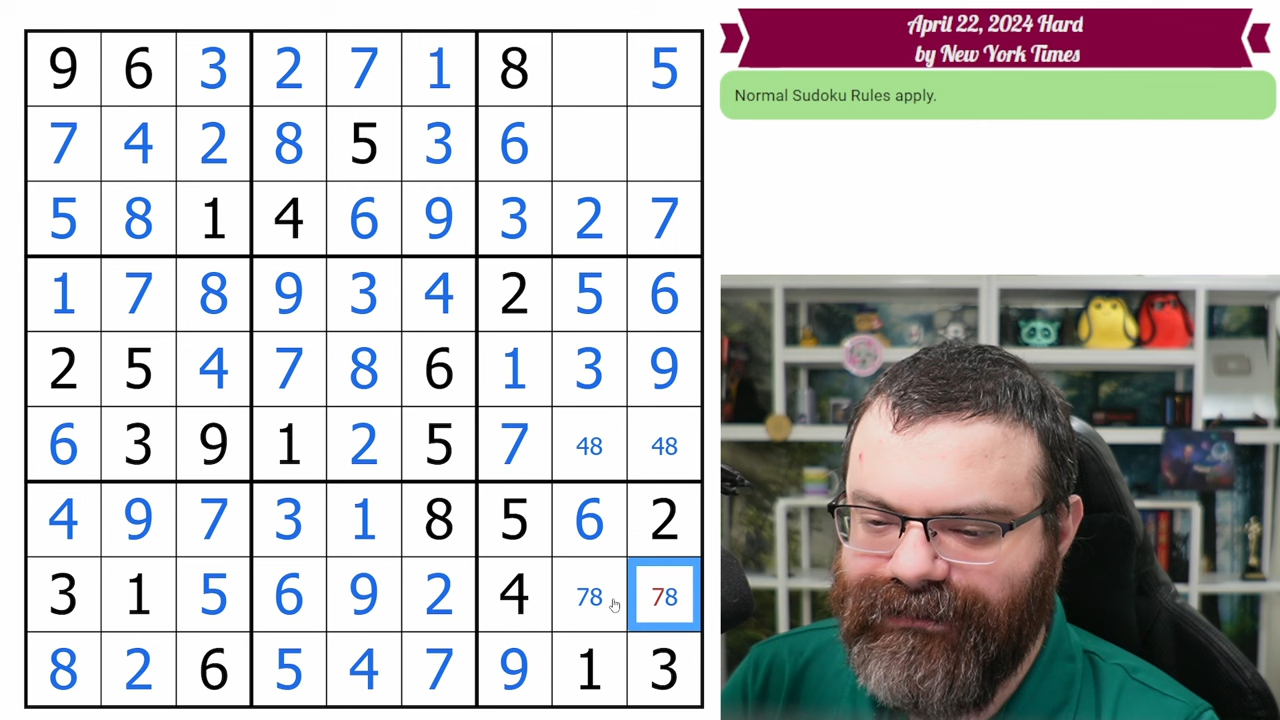 April 22, 2024 Hard
by New York Times
Normal Sudoku Rules apply.
9 6 3 2 7 1 8 5
7 4 2 8 5 3 6
5 8 1 4 6 9 3 2 7
1 7 8 9 3 4 2 5 6
2 5 4 7 8 6 1 3 9
6 3 9 1 2 5 7 48 48
4 9 7 3 1 8 5 6 2
3 1 5 6 9 2 4 78 78
8 2 6 5 4 7 9 1 3